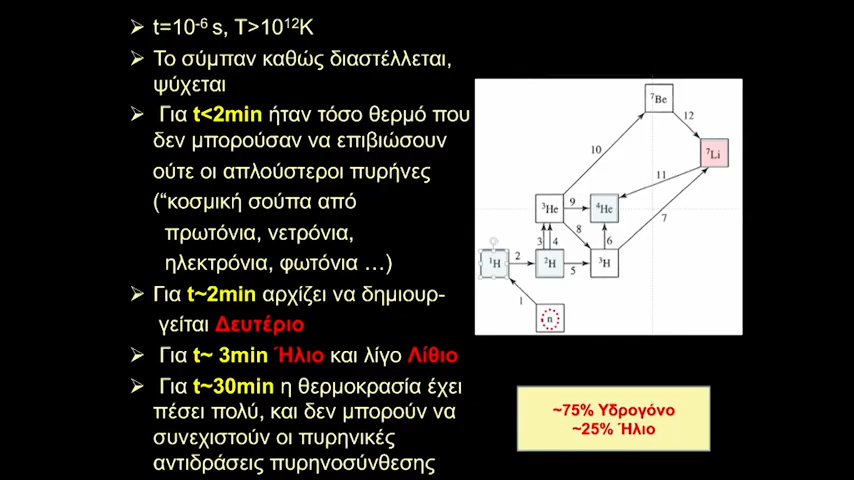 ➢ t=10⁻⁶ s, T>10¹²K
➢ Το σύμπαν καθώς διαστέλλεται,
ψύχεται
➢ Για t<2min ήταν τόσο θερμό που
δεν μπορούσαν να επιβιώσουν
ούτε οι απλούστεροι πυρήνες
(“κοσμική σούπα από
πρωτόνια, νετρόνια,
ηλεκτρόνια, φωτόνια …)
➢ Για t~2min αρχίζει να δημιουρ-
γείται Δευτέριο
➢ Για t~ 3min Ήλιο και λίγο Λίθιο
➢ Για t~30min η θερμοκρασία έχει
πέσει πολύ, και δεν μπορούν να
συνεχιστούν οι πυρηνικές
αντιδράσεις πυρηνοσύνθεσης
⁷Be
12
10
⁷Li
11
³He
9
⁴He
7
8
3
4
6
¹H
2
²H
5
³H
1
n
~75% Υδρογόνο
~25% Ήλιο